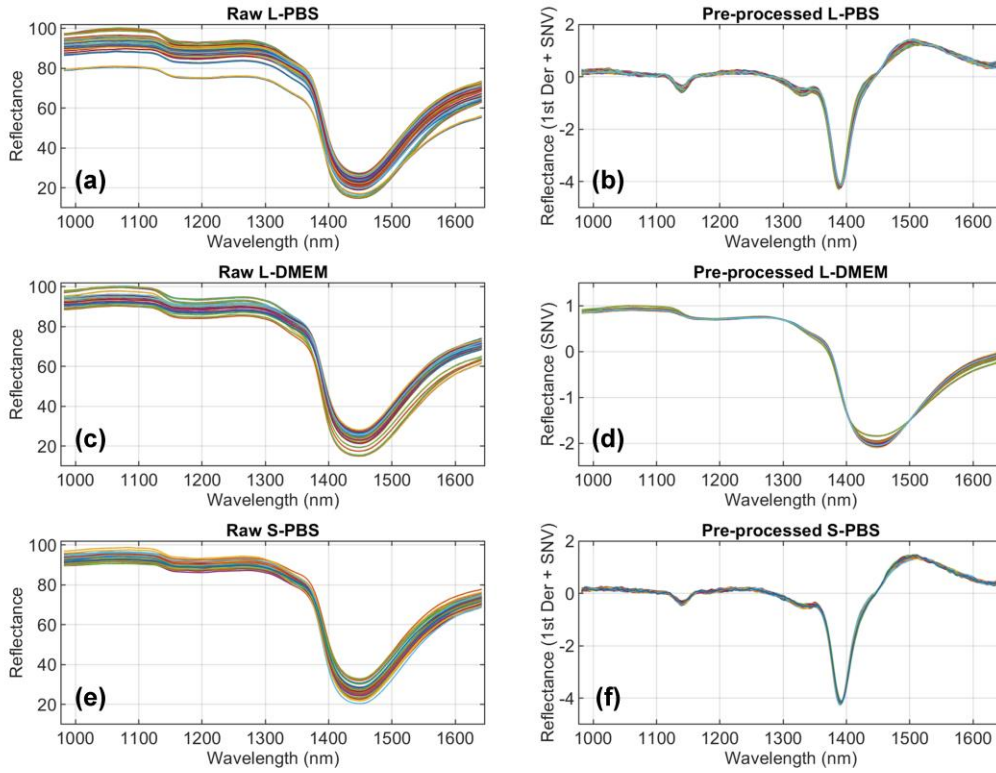 Raw L-PBS
Reflectance
100
80
60
40
20
(a)
1000 1100 1200 1300 1400 1500 1600
Wavelength (nm)
Pre-processed L-PBS
Reflectance (1st Der + SNV)
2
0
-2
-4
(b)
1000 1100 1200 1300 1400 1500 1600
Wavelength (nm)
Raw L-DMEM
Reflectance
100
80
60
40
20
(c)
1000 1100 1200 1300 1400 1500 1600
Wavelength (nm)
Pre-processed L-DMEM
Reflectance (SNV)
1
0
-1
-2
(d)
1000 1100 1200 1300 1400 1500 1600
Wavelength (nm)
Raw S-PBS
Reflectance
100
80
60
40
20
(e)
1000 1100 1200 1300 1400 1500 1600
Wavelength (nm)
Pre-processed S-PBS
Reflectance (1st Der + SNV)
2
0
-2
-4
(f)
1000 1100 1200 1300 1400 1500 1600
Wavelength (nm)